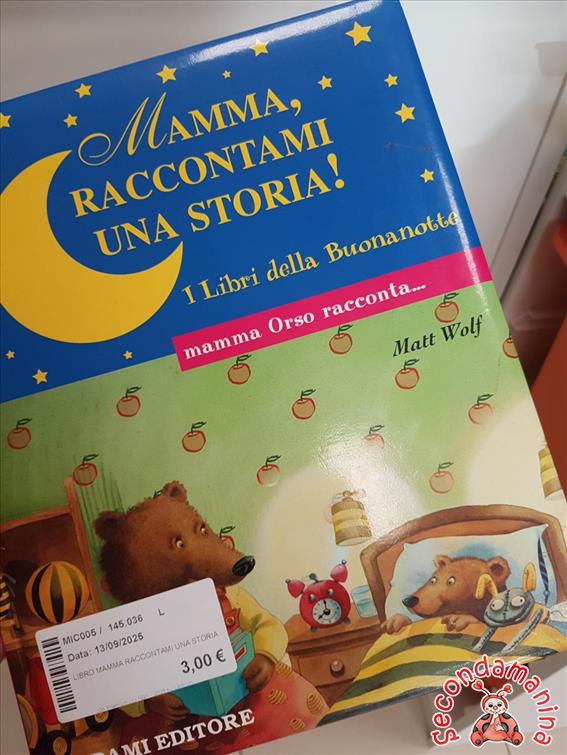 MAMMA,
RACCONTAMI
UNA STORIA!
I Libri della Buonanotte
mamma Orso racconta...
Matt Wolf
MIC005 / 145.036 L
Data: 13/09/2025
LIBRO MAMMA RACCONTAMI UNA STORIA
3,00 €
DAMI EDITORE
secondamanina